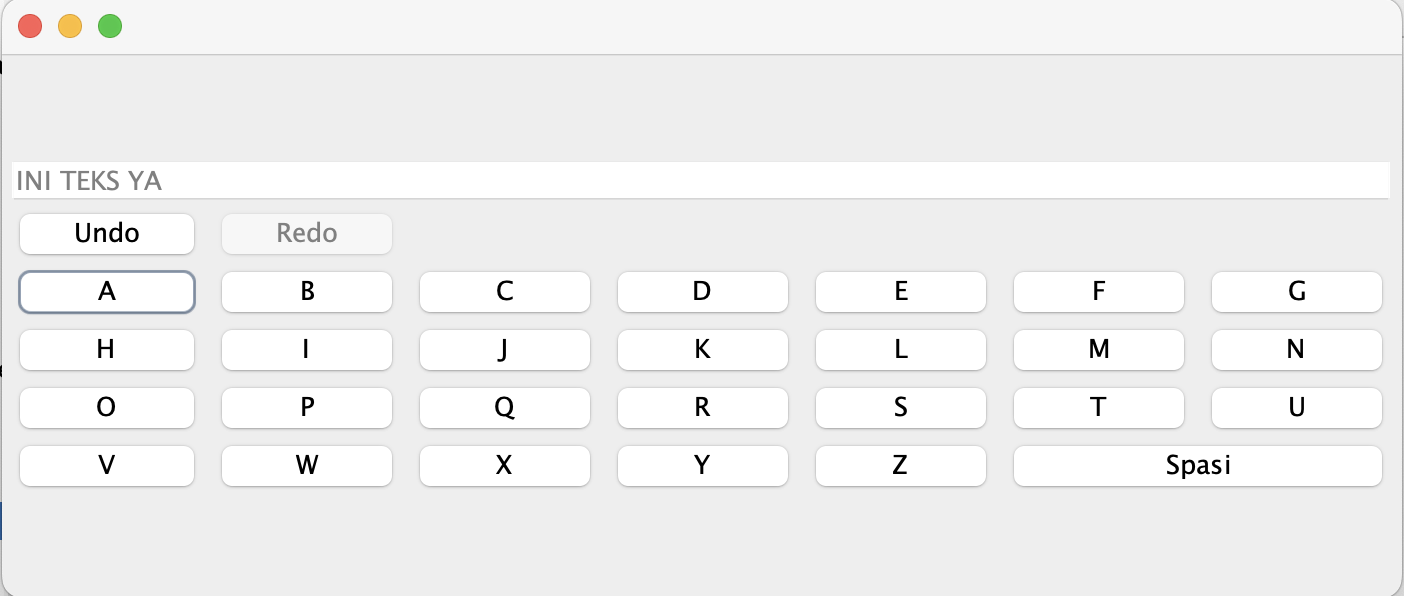 INI TEKS YA
Undo Redo
A B C D E F G
H I J K L M N
O P Q R S T U
V W X Y Z Spasi